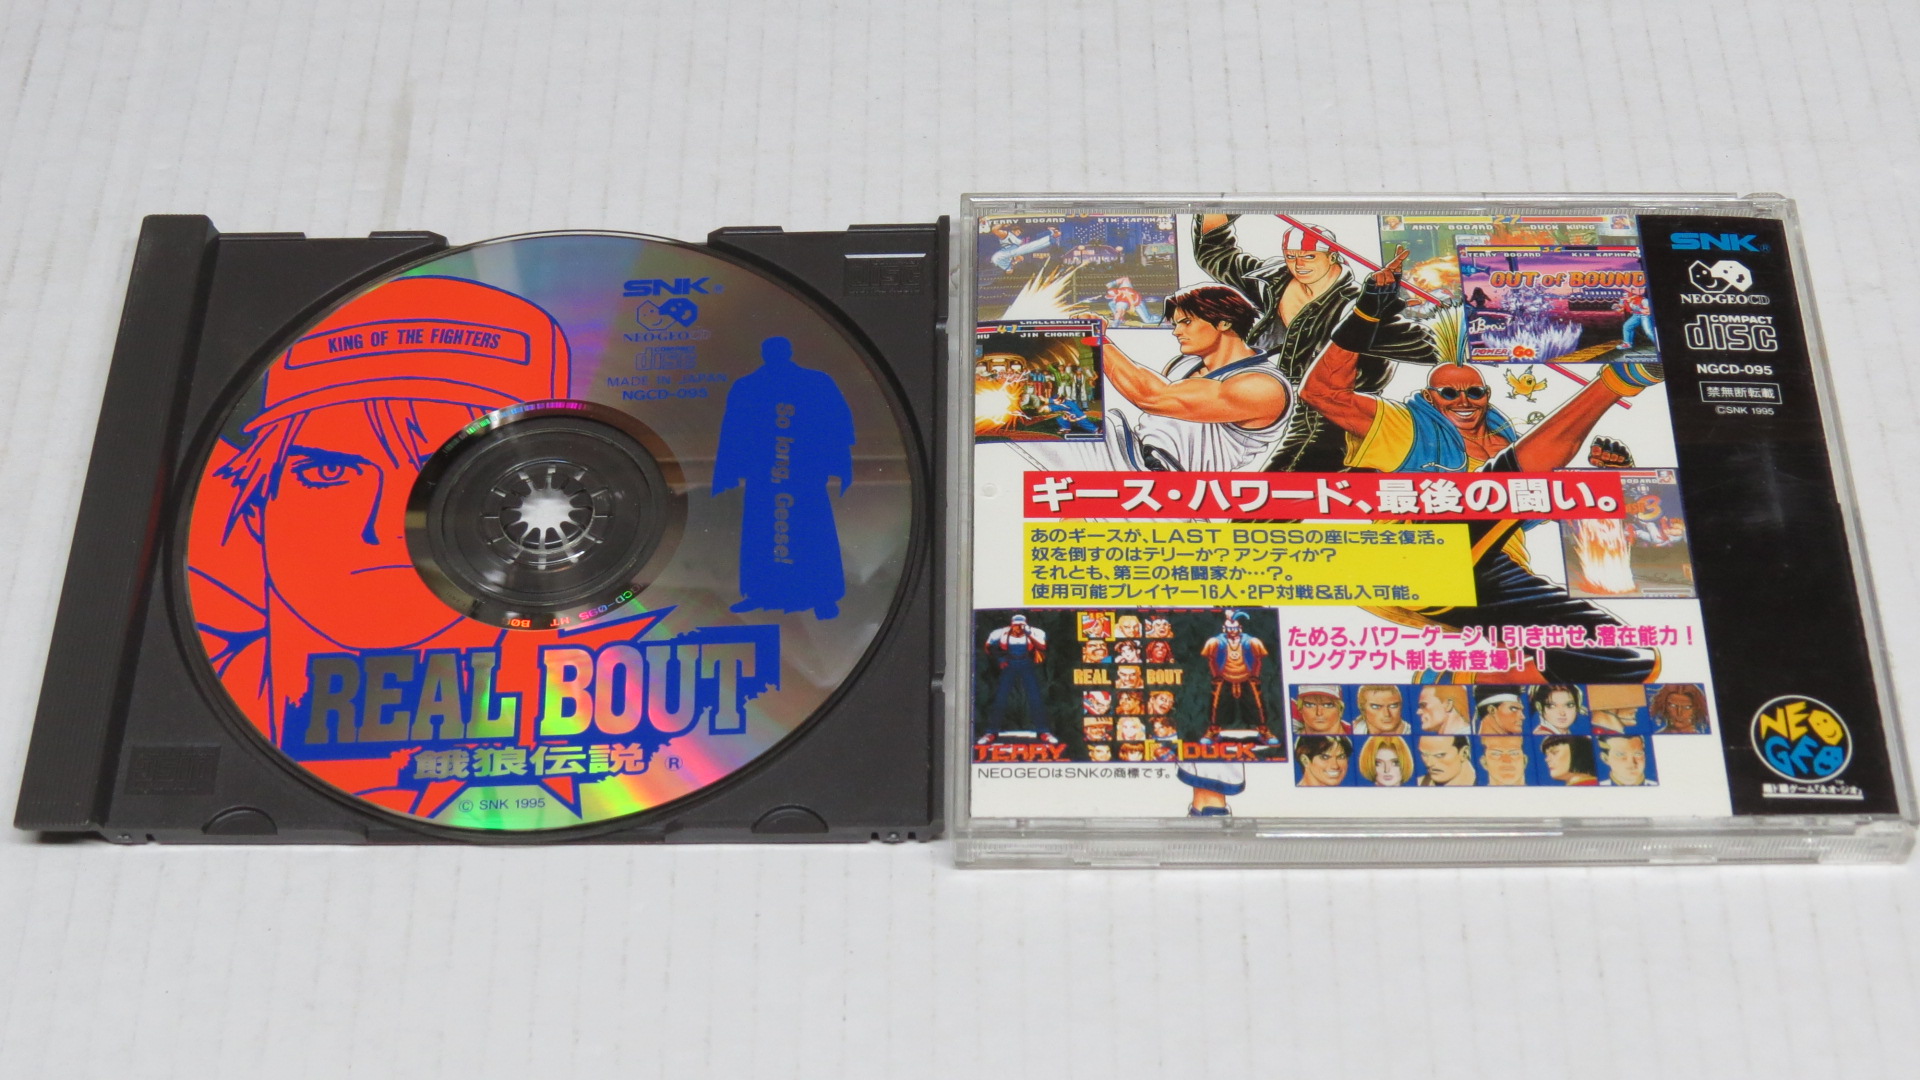 KING OF THE FIGHTERS
SNK®
NEO·GEO CD
COMPACT
disc
MADE IN JAPAN
NGCD-095
So long, Geese!
REAL BOUT
餓狼伝説 ®
© SNK 1995
TERRY BOGARD
KIM KAPHWAN
ANDY BOGARD
DUCK KING
TERRY BOGARD
KIM KAPHWAN
OUT OF BOUND
JIN CHONREI
ギース・ハワード、最後の闘い。
あのギースが、LAST BOSSの座に完全復活。
奴を倒すのはテリーか?アンディか?
それとも、第三の格闘家か…?。
使用可能プレイヤー16人・2P対戦&乱入可能。
ためろ、パワーゲージ!引き出せ、潜在能力!
リングアウト制も新登場!!
REAL BOUT
TERRY
DUCK
NEOGEOはSNKの商標です。
SNK®
NEO·GEO CD
COMPACT
disc
NGCD-095
禁無断転載
©SNK 1995
NEO
GEO